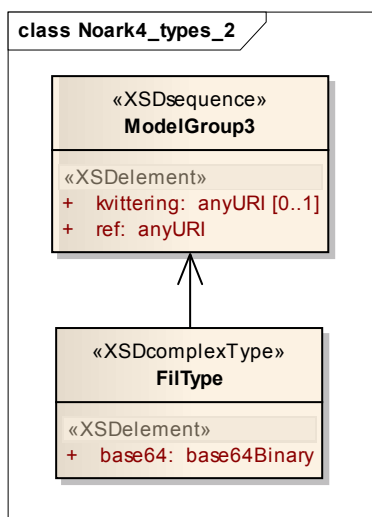 class Noark4_types_2
«XSDsequence»
ModelGroup3
«XSDelement»
+ kvittering: anyURI [0..1]
+ ref: anyURI
«XSDcomplexType»
FilType
«XSDelement»
+ base64: base64Binary